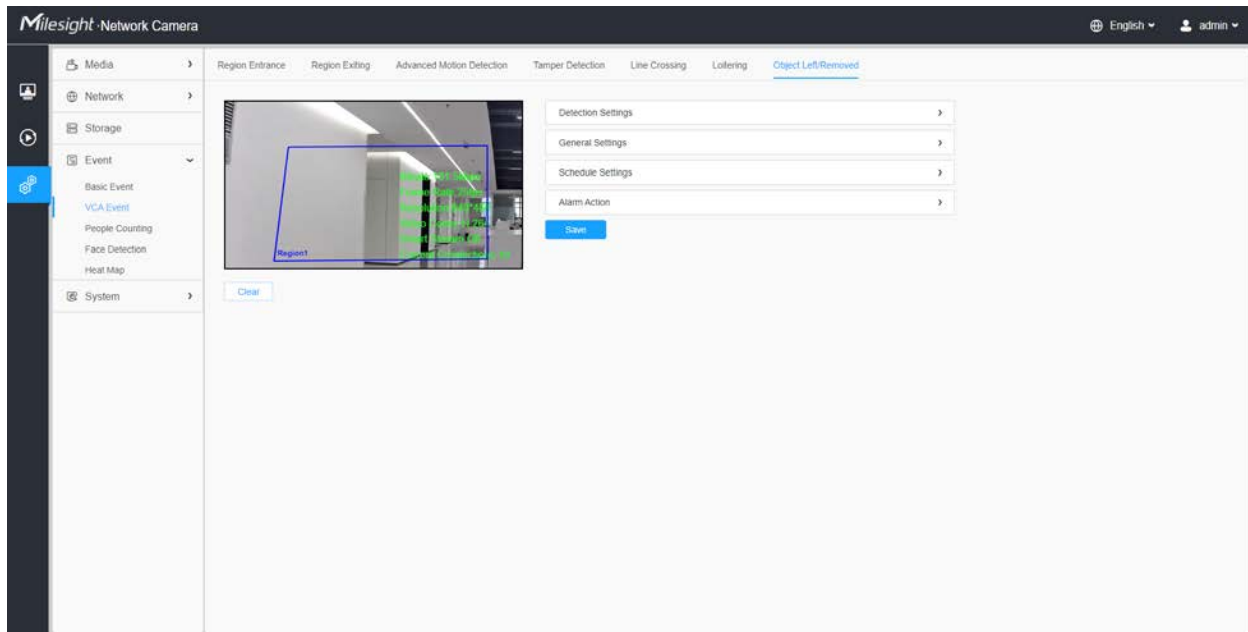 Milesight · Network Camera
English
admin
Media
Network
Storage
Event
Basic Event
VCA Event
People Counting
Face Detection
Heat Map
System
Region Entrance
Region Exiting
Advanced Motion Detection
Tamper Detection
Line Crossing
Loitering
Object Left/Removed
Region1
Clear
Detection Settings
General Settings
Schedule Settings
Alarm Action
Save